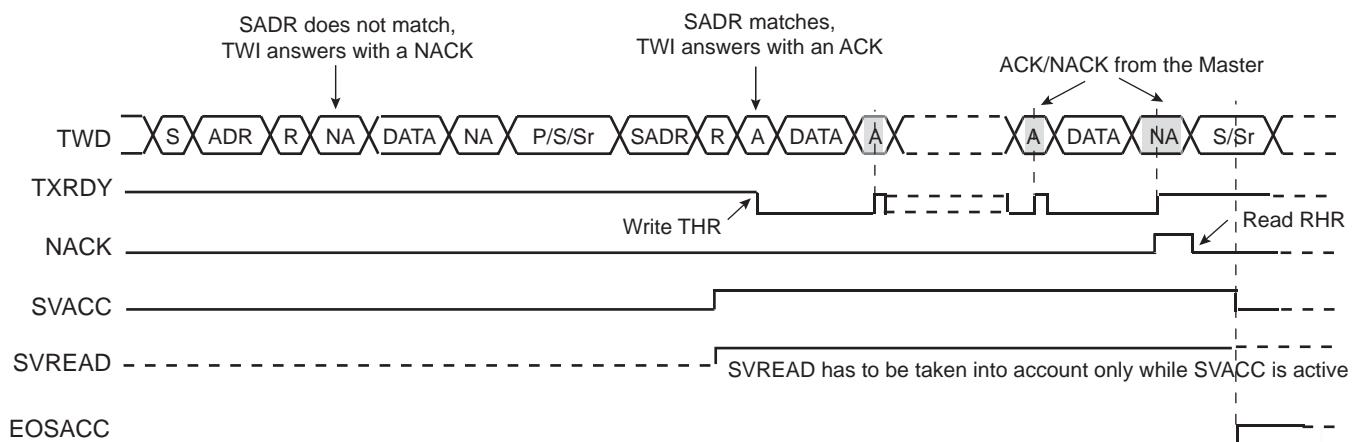 SADR does not match,
TWI answers with a NACK
SADR matches,
TWI answers with an ACK
ACK/NACK from the Master
TWD S ADR R NA DATA NA P/S/Sr SADR R A DATA A A DATA NA S/Sr
TXRDY
Write THR
Read RHR
NACK
SVACC
SVREAD
SVREAD has to be taken into account only while SVACC is active
EOSACC